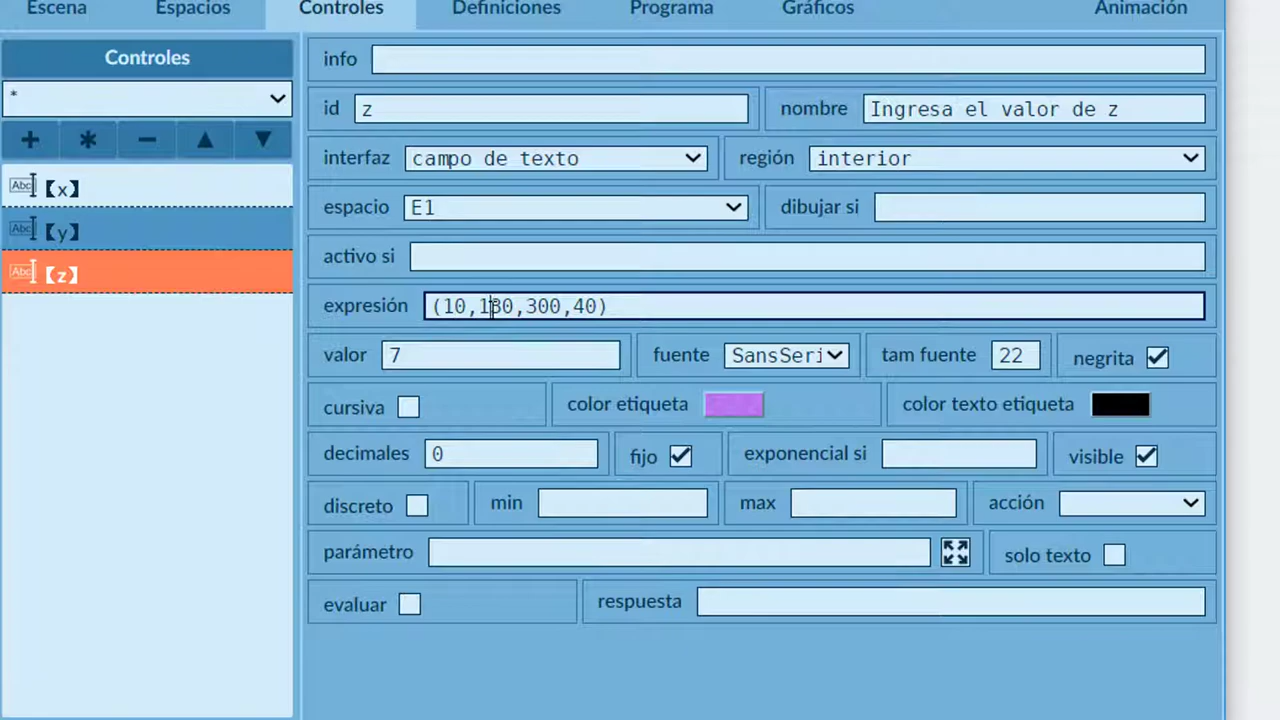 Escena Espacios Controles Definiciones Programa Gráficos Animación
Controles
*
Abc 【x】
Abc 【y】
Abc 【z】
info
id z nombre Ingresa el valor de z
interfaz campo de texto región interior
espacio E1 dibujar si
activo si
expresión (10,130,300,40)
valor 7 fuente SansSeri tam fuente 22 negrita
cursiva color etiqueta color texto etiqueta
decimales 0 fijo exponencial si visible
discreto min max acción
parámetro solo texto
evaluar respuesta